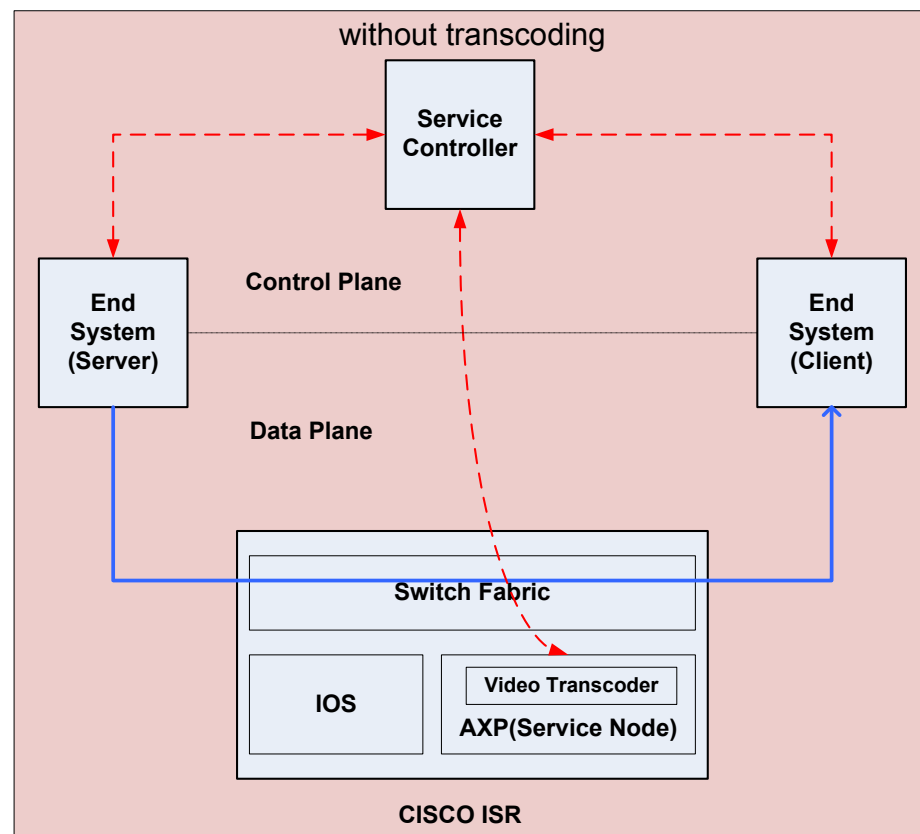 without transcoding
Service
Controller
End
System
(Server)
Control Plane
End
System
(Client)
Data Plane
Switch Fabric
IOS
Video Transcoder
AXP(Service Node)
CISCO ISR